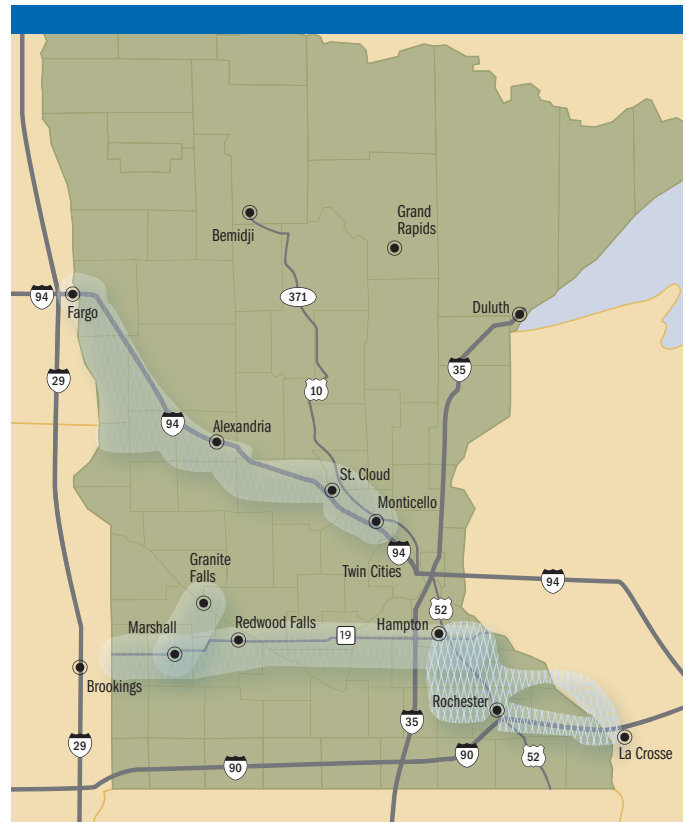 Grand
Rapids
Bemidji
371
94
Fargo
Duluth
29
35
10
94
Alexandria
St. Cloud
Monticello
94
Granite
Falls
Twin Cities
94
52
Marshall
Redwood Falls
19
Hampton
Brookings
Rochester
35
29
90
90
52
La Crosse